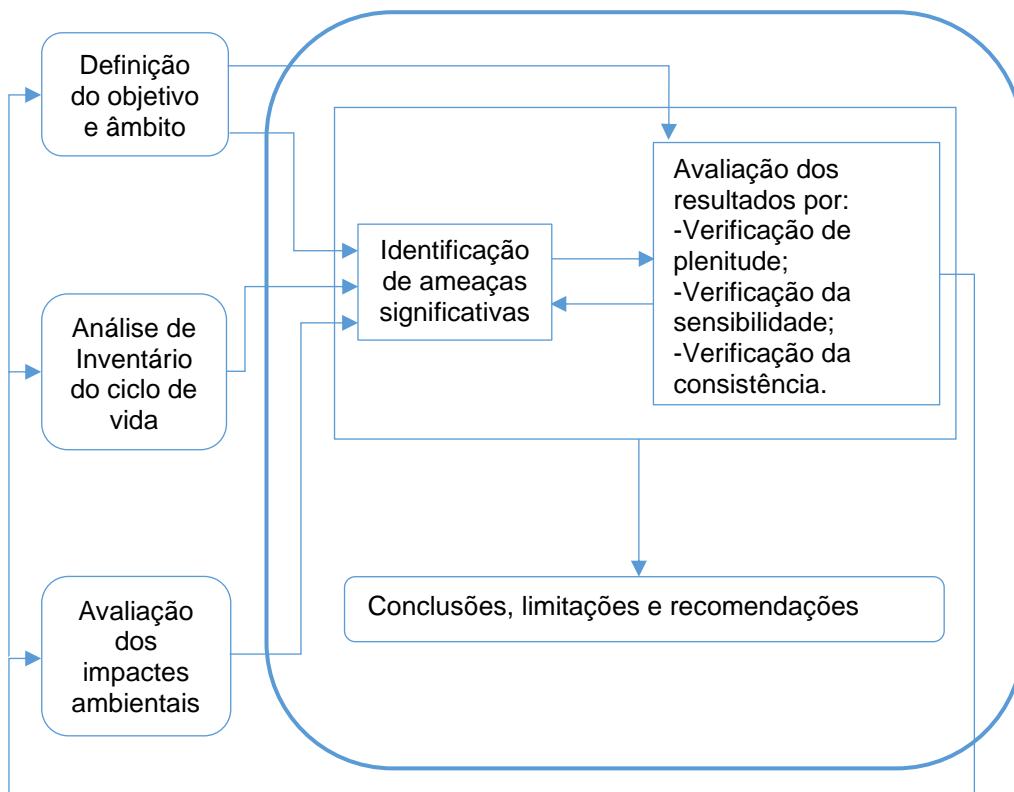 Definição
do objetivo
e âmbito
Análise de
Inventário
do ciclo de
vida
Avaliação
dos
impactes
ambientais
Identificação
de ameaças
significativas
Avaliação dos
resultados por:
-Verificação de
plenitude;
-Verificação da
sensibilidade;
-Verificação da
consistência.
Conclusões, limitações e recomendações